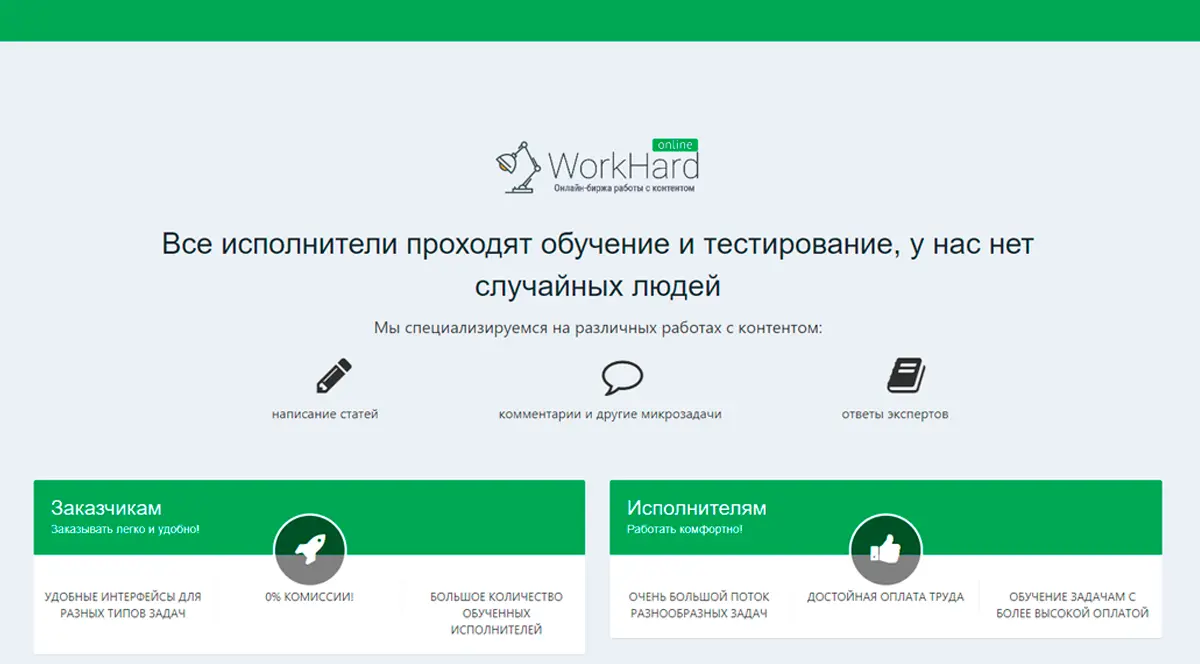 online
WorkHard
Онлайн-биржа работы с контентом
Все исполнители проходят обучение и тестирование, у нас нет
случайных людей
Мы специализируемся на различных работах с контентом:
написание статей
комментарии и другие микрозадачи
ответы экспертов
Заказчикам
Заказывать легко и удобно!
УДОБНЫЕ ИНТЕРФЕЙСЫ ДЛЯ
РАЗНЫХ ТИПОВ ЗАДАЧ
0% КОМИССИИ!
БОЛЬШОЕ КОЛИЧЕСТВО
ОБУЧЕННЫХ
ИСПОЛНИТЕЛЕЙ
Исполнителям
Работать комфортно!
ОЧЕНЬ БОЛЬШОЙ ПОТОК
РАЗНООБРАЗНЫХ ЗАДАЧ
ДОСТОЙНАЯ ОПЛАТА ТРУДА
ОБУЧЕНИЕ ЗАДАЧАМ С
БОЛЕЕ ВЫСОКОЙ ОПЛАТОЙ